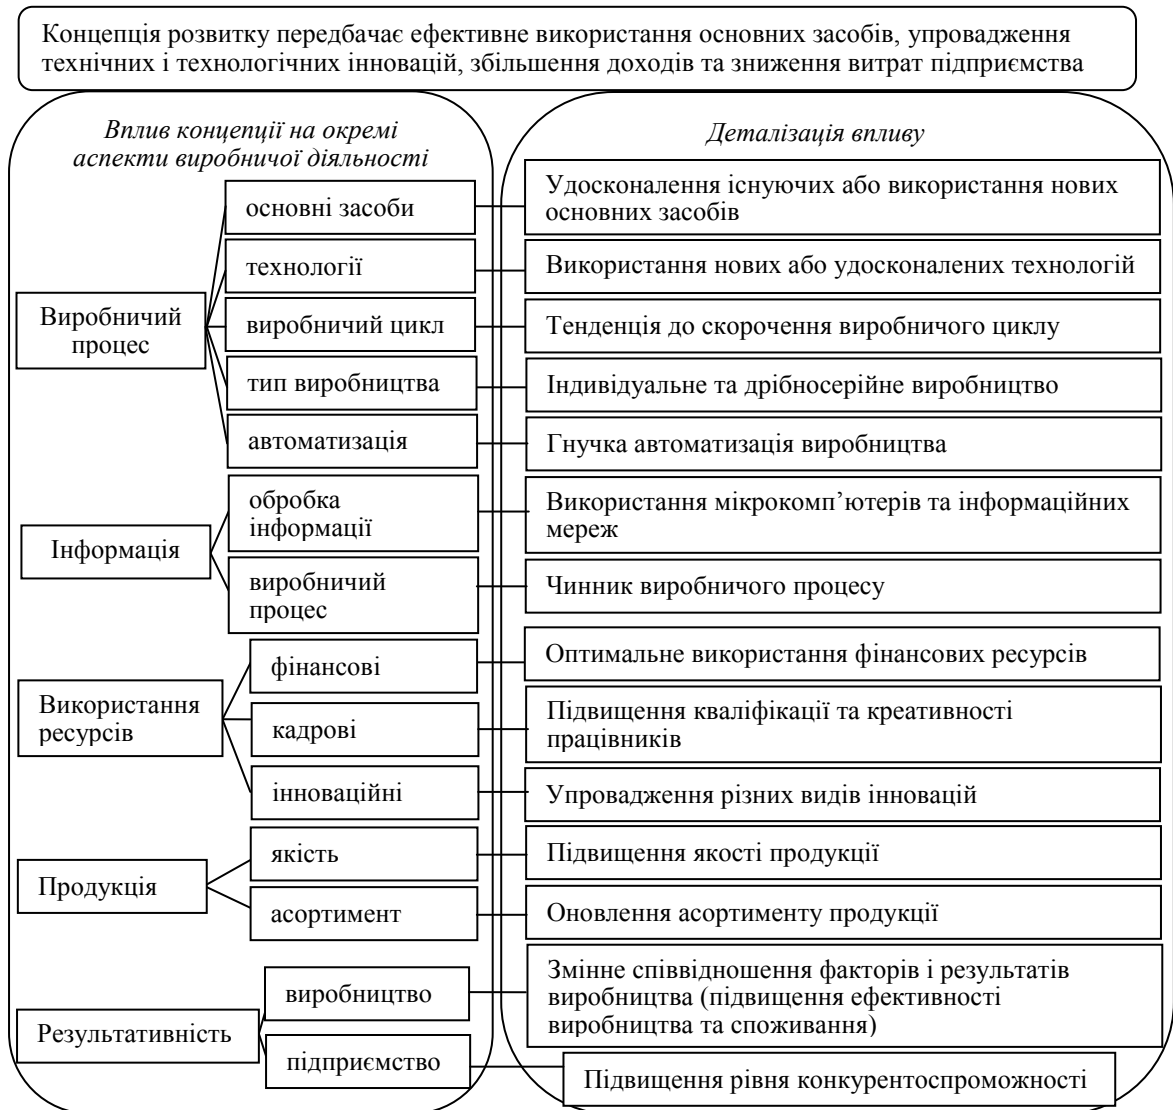 Концепція розвитку передбачає ефективне використання основних засобів, упровадження
технічних і технологічних інновацій, збільшення доходів та зниження витрат підприємства
Вплив концепції на окремі
аспекти виробничої діяльності
Деталізація впливу
Виробничий
процес
основні засоби
Удосконалення існуючих або використання нових
основних засобів
технології
Використання нових або удосконалених технологій
виробничий цикл
Тенденція до скорочення виробничого циклу
тип виробництва
Індивідуальне та дрібносерійне виробництво
автоматизація
Гнучка автоматизація виробництва
Інформація
обробка
інформації
Використання мікрокомп’ютерів та інформаційних
мереж
виробничий
процес
Чинник виробничого процесу
Використання
ресурсів
фінансові
Оптимальне використання фінансових ресурсів
кадрові
Підвищення кваліфікації та креативності
працівників
інноваційні
Упровадження різних видів інновацій
Продукція
якість
Підвищення якості продукції
асортимент
Оновлення асортименту продукції
Результативність
виробництво
Змінне співвідношення факторів і результатів
виробництва (підвищення ефективності
виробництва та споживання)
підприємство
Підвищення рівня конкурентоспроможності